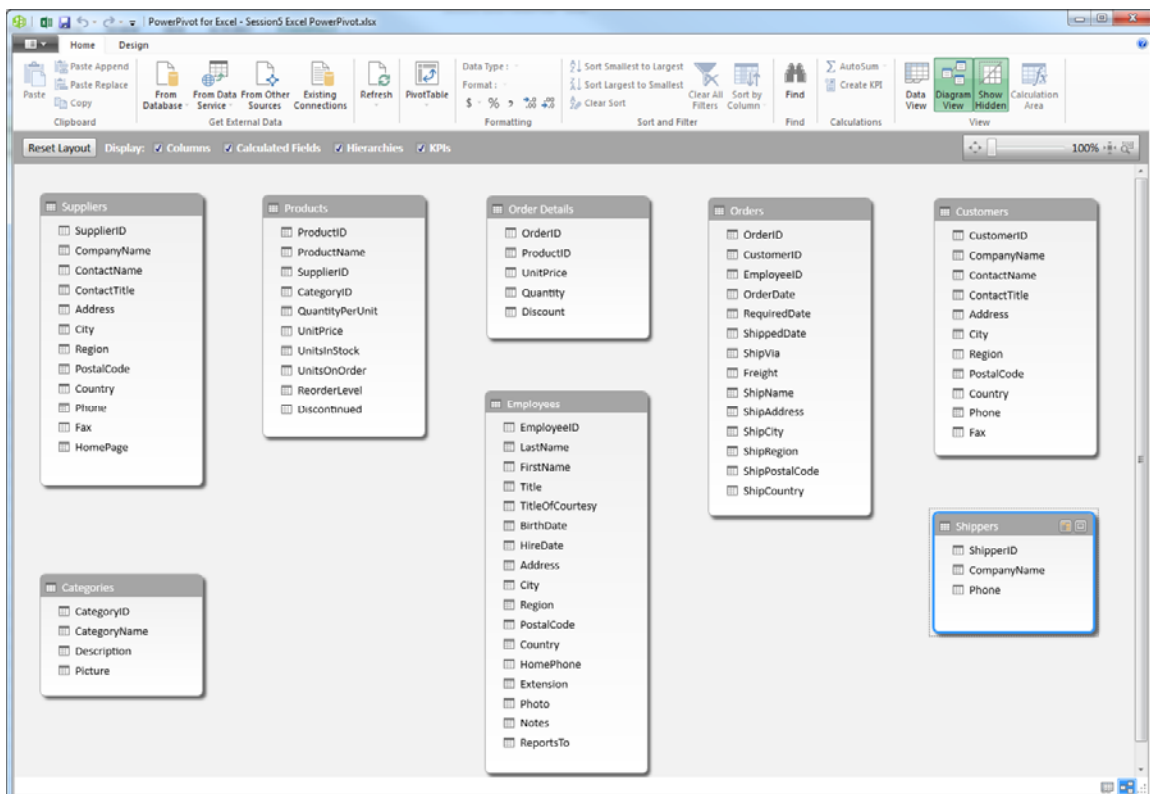 PowerPivot for Excel - Session5 Excel PowerPivot.xlsx
Home Design
Paste
Paste Append
Paste Replace
Copy
Clipboard
From Database
From Data Service
From Other Sources
Existing Connections
Get External Data
Refresh
PivotTable
Data Type :
Format :
$ % , .00 .00
Formatting
Sort Smallest to Largest
Sort Largest to Smallest
Clear Sort
Clear All Filters
Sort by Column
Sort and Filter
Find
Find
AutoSum
Create KPI
Calculations
Data View
Diagram View
Show Hidden
Calculation Area
View
Reset Layout Display: Columns Calculated Fields Hierarchies KPIs 100%
Suppliers
SupplierID
CompanyName
ContactName
ContactTitle
Address
City
Region
PostalCode
Country
Phone
Fax
HomePage
Products
ProductID
ProductName
SupplierID
CategoryID
QuantityPerUnit
UnitPrice
UnitsInStock
UnitsOnOrder
ReorderLevel
Discontinued
Order Details
OrderID
ProductID
UnitPrice
Quantity
Discount
Orders
OrderID
CustomerID
EmployeeID
OrderDate
RequiredDate
ShippedDate
ShipVia
Freight
ShipName
ShipAddress
ShipCity
ShipRegion
ShipPostalCode
ShipCountry
Customers
CustomerID
CompanyName
ContactName
ContactTitle
Address
City
Region
PostalCode
Country
Phone
Fax
Employees
EmployeeID
LastName
FirstName
Title
TitleOfCourtesy
BirthDate
HireDate
Address
City
Region
PostalCode
Country
HomePhone
Extension
Photo
Notes
ReportsTo
Shippers
ShipperID
CompanyName
Phone
Categories
CategoryID
CategoryName
Description
Picture